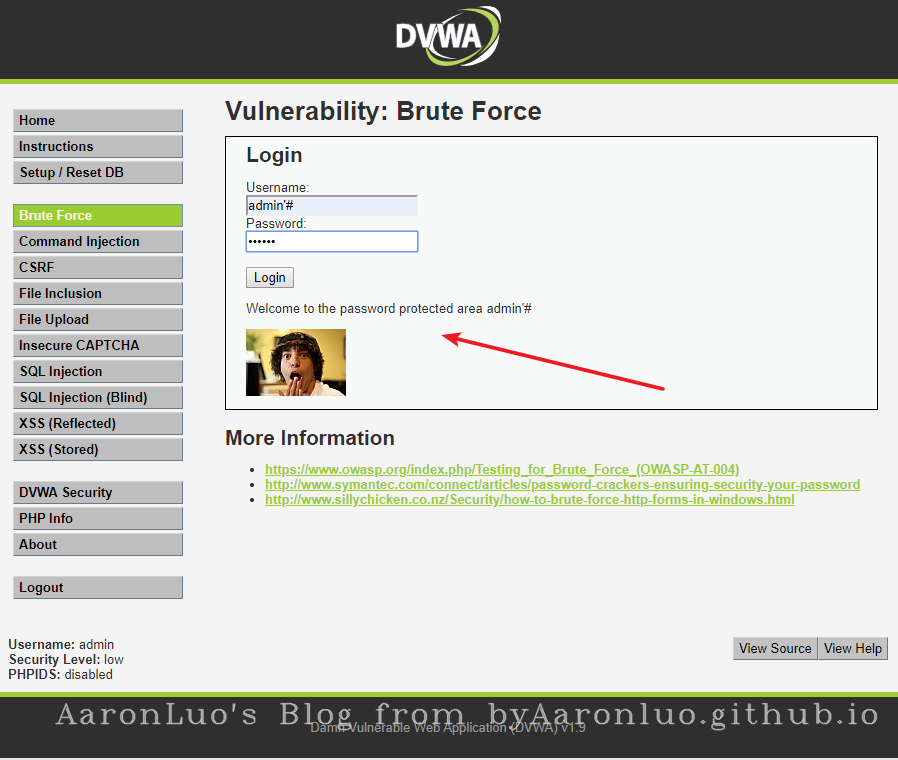 DVWA
Home
Instructions
Setup / Reset DB
Brute Force
Command Injection
CSRF
File Inclusion
File Upload
Insecure CAPTCHA
SQL Injection
SQL Injection (Blind)
XSS (Reflected)
XSS (Stored)
DVWA Security
PHP Info
About
Logout
Vulnerability: Brute Force
Login
Username:
admin'#
Password:
••••••
Login
Welcome to the password protected area admin'#
More Information
https://www.owasp.org/index.php/Testing_for_Brute_Force_(OWASP-AT-004)
http://www.symantec.com/connect/articles/password-crackers-ensuring-security-your-password
http://www.sillychicken.co.nz/Security/how-to-brute-force-http-forms-in-windows.html
Username: admin
Security Level: low
PHPIDS: disabled
View Source View Help
AaronLuo's Blog from byAaronluo.github.io
Damn Vulnerable Web Application (DVWA) v1.9